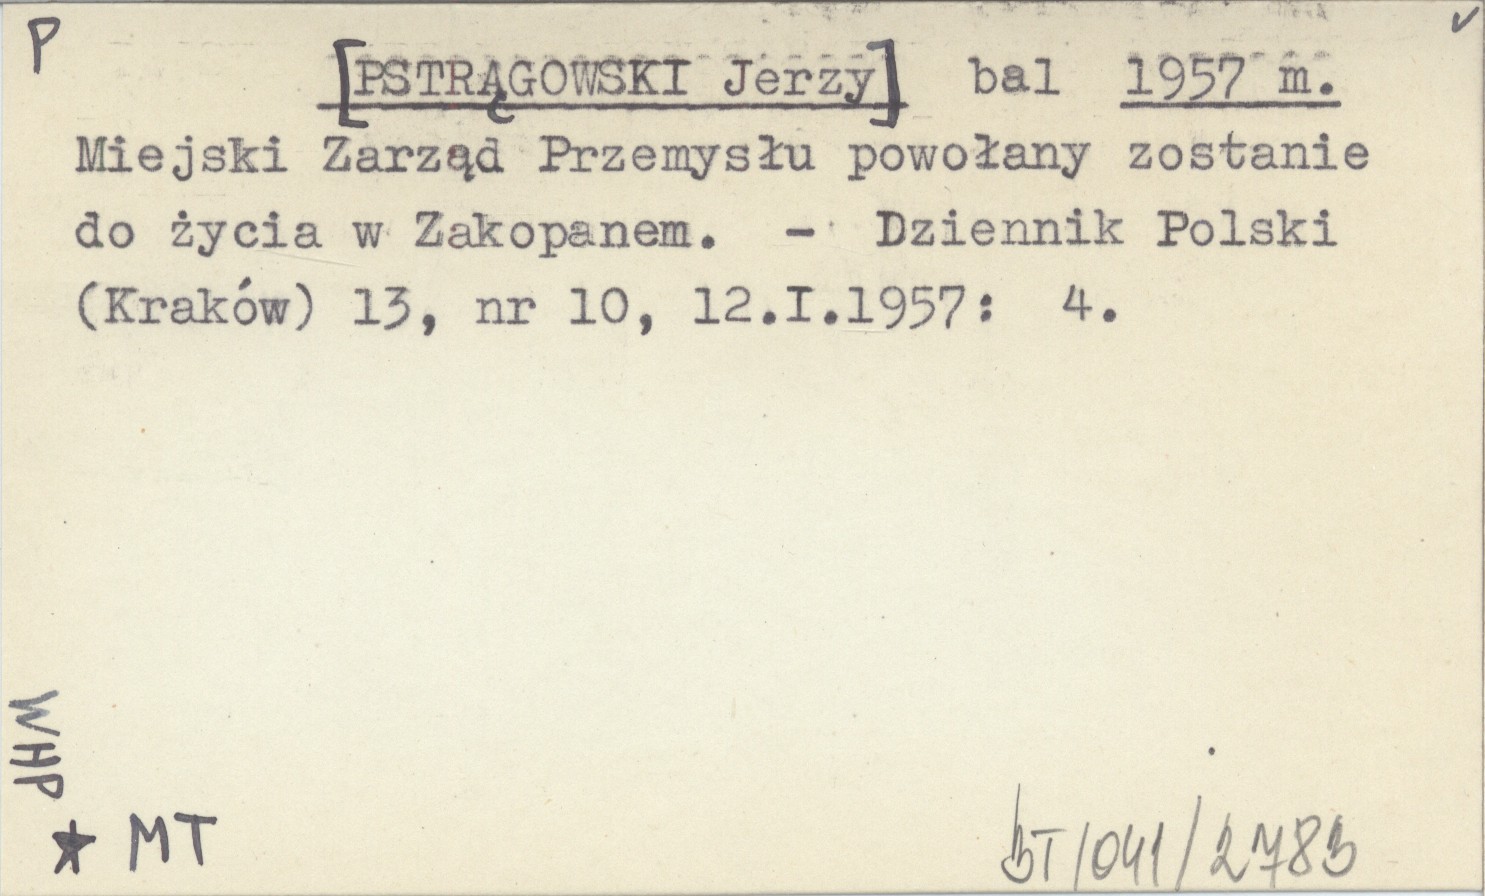 P
[PSTRĄGOWSKI Jerzy] bal 1957 m.
Miejski Zarząd Przemysłu powołany zostanie
do życia w Zakopanem. - Dziennik Polski
(Kraków) 13, nr 10, 12.I.1957: 4.
WHP
★ MT
BT/041/2783